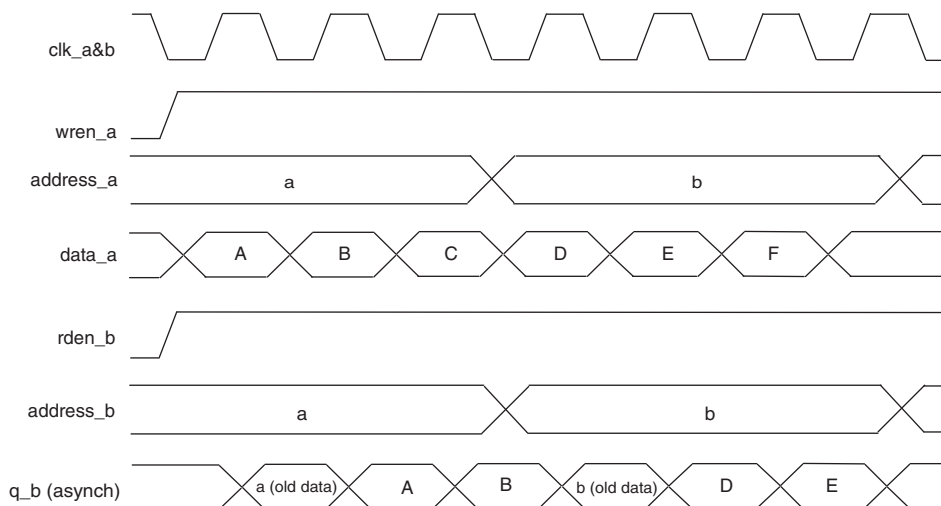 clk_a&b
wren_a
address_a a b
data_a A B C D E F
rden_b
address_b a b
q_b (asynch) a (old data) A B b (old data) D E